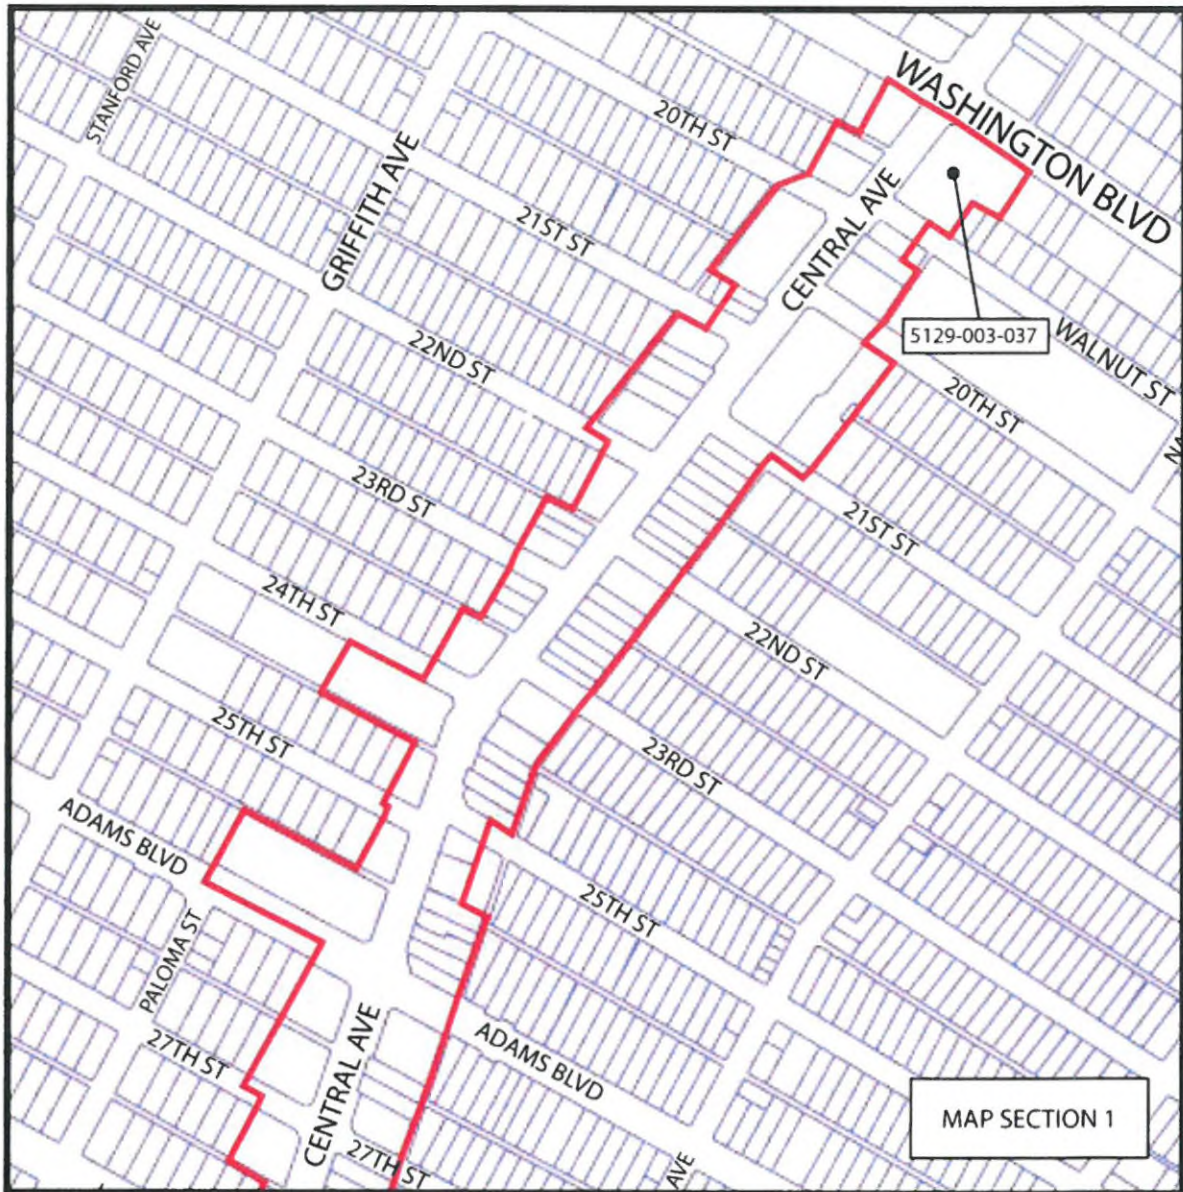 STANFORD AVE
WASHINGTON BLVD
20TH ST
GRIFFITH AVE
CENTRAL AVE
21ST ST
5129-003-037
WALNUT ST
22ND ST
20TH ST
23RD ST
21ST ST
24TH ST
22ND ST
25TH ST
23RD ST
ADAMS BLVD
25TH ST
PALOMA ST
CENTRAL AVE
27TH ST
ADAMS BLVD
MAP SECTION 1
27TH ST
AVE